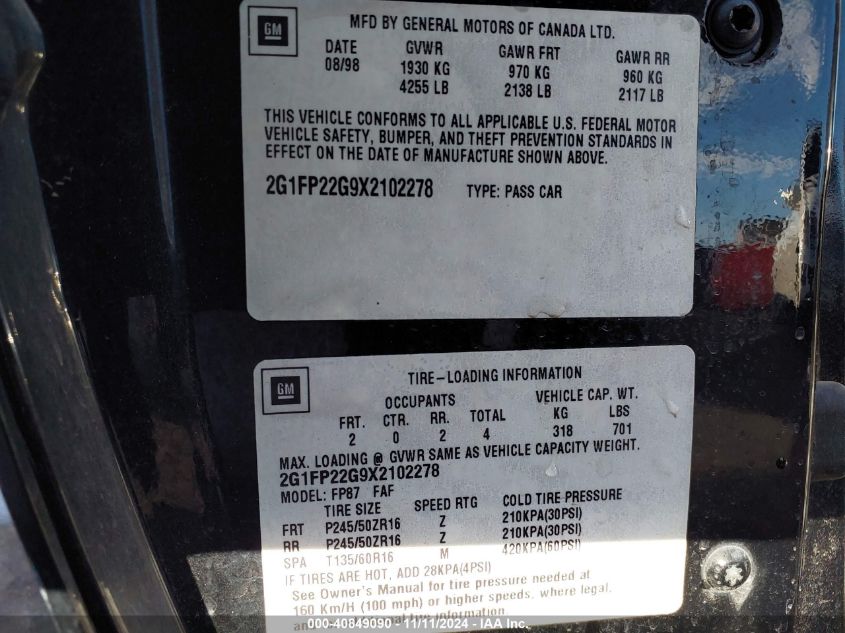 GM
MFD BY GENERAL MOTORS OF CANADA LTD.
DATE GVWR GAWR FRT GAWR RR
08/98 1930 KG 970 KG 960 KG
4255 LB 2138 LB 2117 LB
THIS VEHICLE CONFORMS TO ALL APPLICABLE U.S. FEDERAL MOTOR
VEHICLE SAFETY, BUMPER, AND THEFT PREVENTION STANDARDS IN
EFFECT ON THE DATE OF MANUFACTURE SHOWN ABOVE.
2G1FP22G9X2102278 TYPE: PASS CAR
GM
TIRE-LOADING INFORMATION
OCCUPANTS VEHICLE CAP. WT.
FRT. CTR. RR. TOTAL KG LBS
2 0 2 4 318 701
MAX. LOADING @ GVWR SAME AS VEHICLE CAPACITY WEIGHT.
2G1FP22G9X2102278
MODEL: FP87 FAF
TIRE SIZE SPEED RTG COLD TIRE PRESSURE
FRT P245/50ZR16 Z 210KPA(30PSI)
RR P245/50ZR16 Z 210KPA(30PSI)
SPA T135/60R16 M 420KPA(60PSI)
IF TIRES ARE HOT, ADD 28KPA(4PSI)
See Owner's Manual for tire pressure needed at
160 Km/H (100 mph) or higher speeds, where legal,
and information.
000-40849090 - 11/11/2024 - IAA Inc.